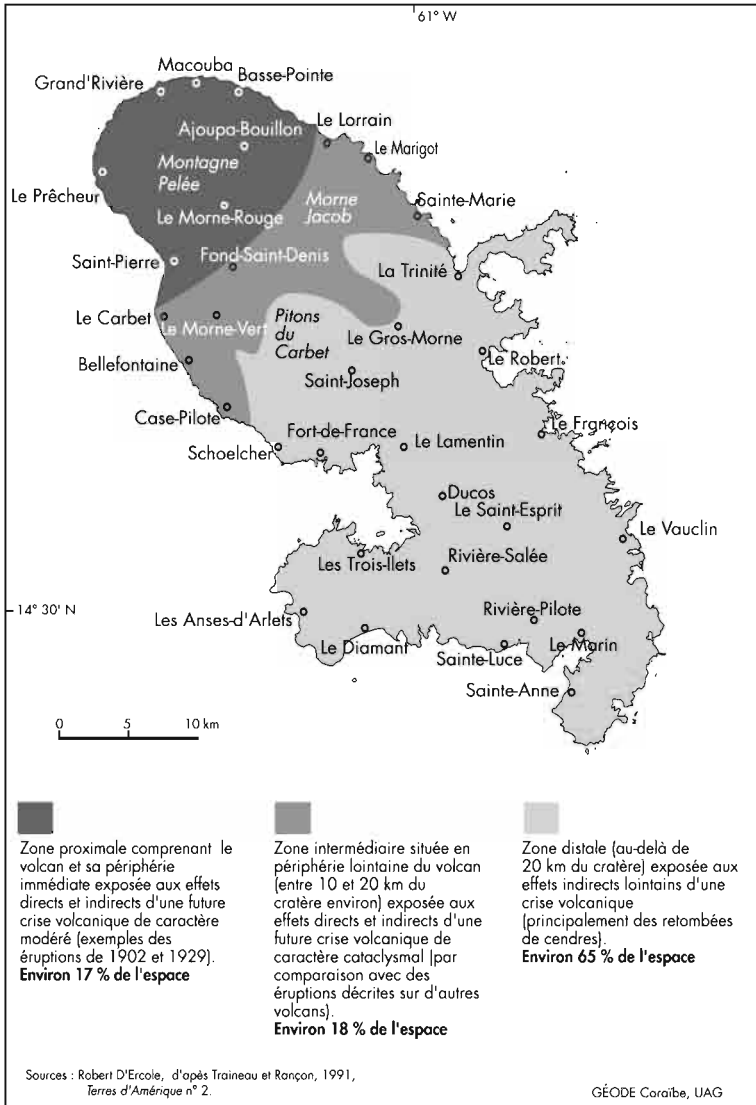 61° W
Macouba
Grand'Rivière
Basse-Pointe
Ajoupa-Bouillon
Le Lorrain
Le Marigot
Montagne
Pelée
Le Prêcheur
Morne
Jacob
Le Morne-Rouge
Sainte-Marie
Saint-Pierre
Fond-Saint-Denis
La Trinité
Le Carbet
Le Morne-Vert
Pitons
du
Carbet
Le Gros-Morne
Bellefontaine
Le Robert
Saint-Joseph
Case-Pilote
Fort-de-France
Le François
Schoelcher
Le Lamentin
Ducos
Le Saint-Esprit
Le Vauclin
Les Trois-Ilets
Rivière-Salée
14° 30' N
Les Anses-d'Arlets
Rivière-Pilote
Le Diamant
Le Marin
Sainte-Luce
Sainte-Anne
0 5 10 km
Zone proximale comprenant le
volcan et sa périphérie
immédiate exposée aux effets
directs et indirects d'une future
crise volcanique de caractère
modéré (exemples des
éruptions de 1902 et 1929).
Environ 17 % de l'espace
Zone intermédiaire située en
périphérie lointaine du volcan
(entre 10 et 20 km du
cratère environ) exposée aux
effets directs et indirects d'une
future crise volcanique de
caractère cataclysmal (par
comparaison avec des
éruptions décrites sur d'autres
volcans).
Environ 18 % de l'espace
Zone distale (au-delà de
20 km du cratère) exposée aux
effets indirects lointains d'une
crise volcanique
(principalement des retombées
de cendres).
Environ 65 % de l'espace
Sources : Robert D'Ercole, d'apès Traineau et Rançon, 1991,
Terres d'Amérique n° 2.
GÉODE Caraïbe, UAG